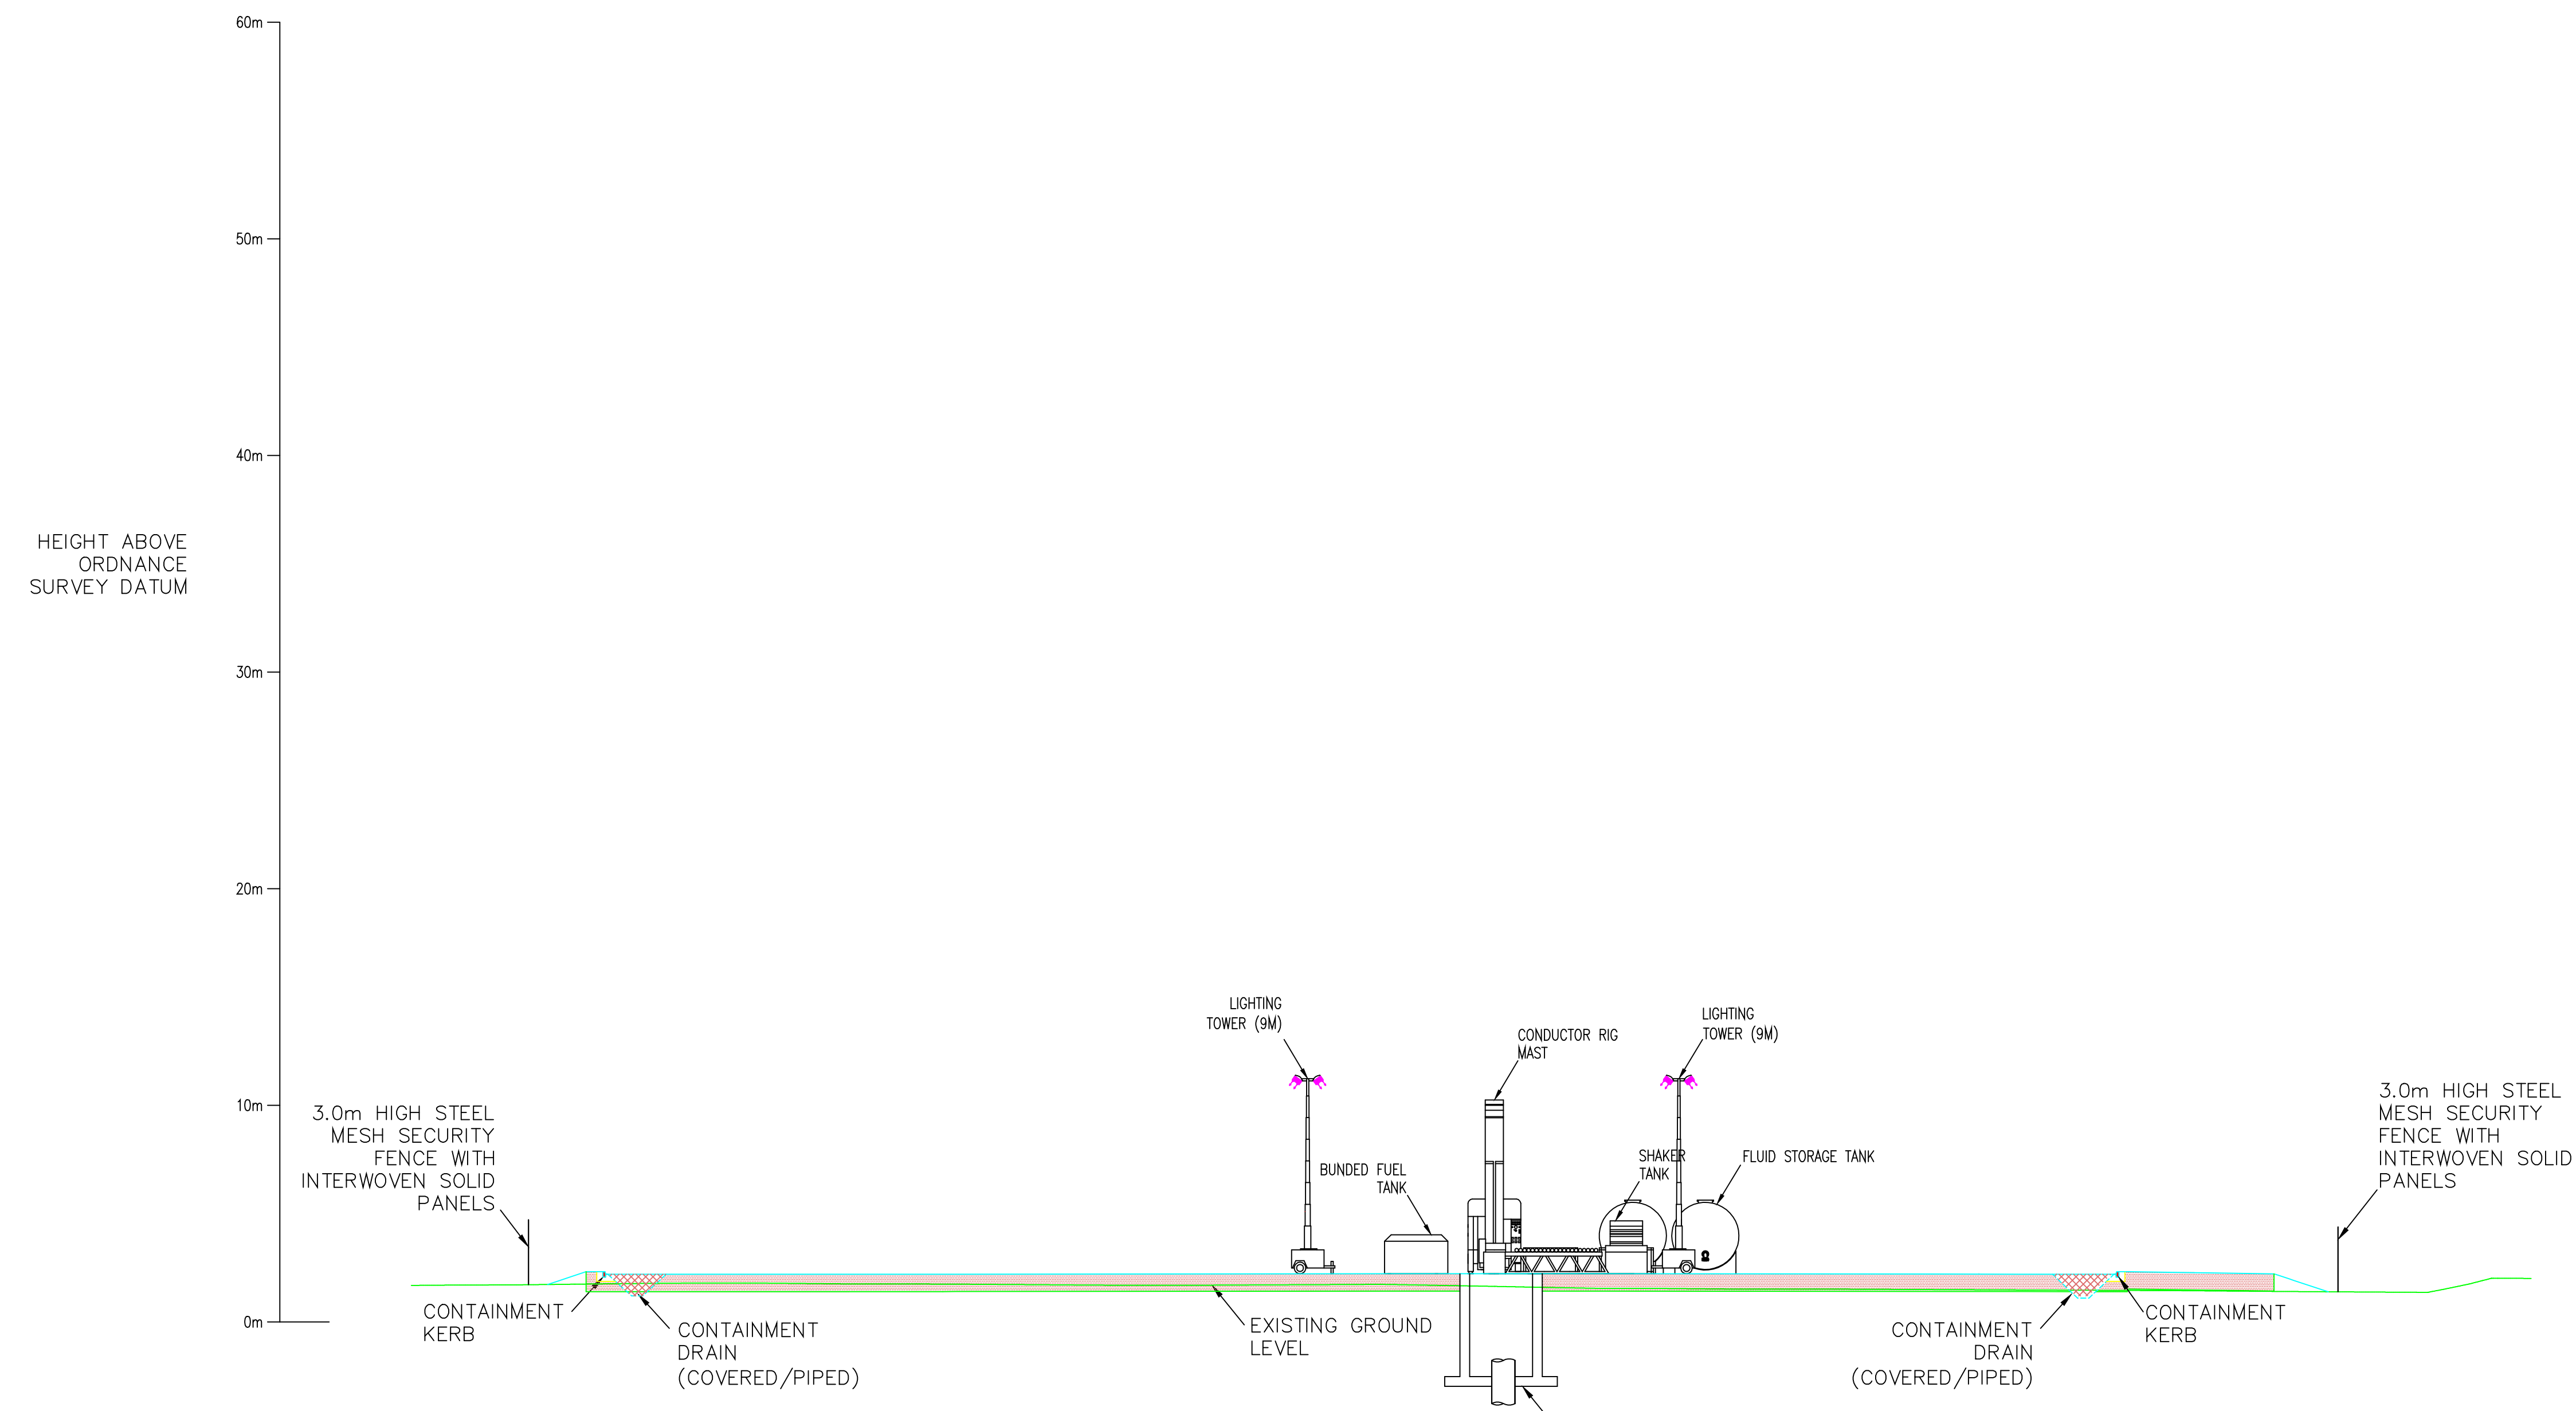 60m
50m
40m
HEIGHT ABOVE
ORDNANCE
SURVEY DATUM
30m
20m
10m
0m
3.0m HIGH STEEL
MESH SECURITY
FENCE WITH
INTERWOVEN SOLID
PANELS
CONTAINMENT
KERB
CONTAINMENT
DRAIN
(COVERED/PIPED)
LIGHTING
TOWER (9M)
BUNDED FUEL
TANK
CONDUCTOR RIG
MAST
SHAKER
TANK
LIGHTING
TOWER (9M)
FLUID STORAGE TANK
EXISTING GROUND
LEVEL
CONTAINMENT
DRAIN
(COVERED/PIPED)
CONTAINMENT
KERB
3.0m HIGH STEEL
MESH SECURITY
FENCE WITH
INTERWOVEN SOLID
PANELS